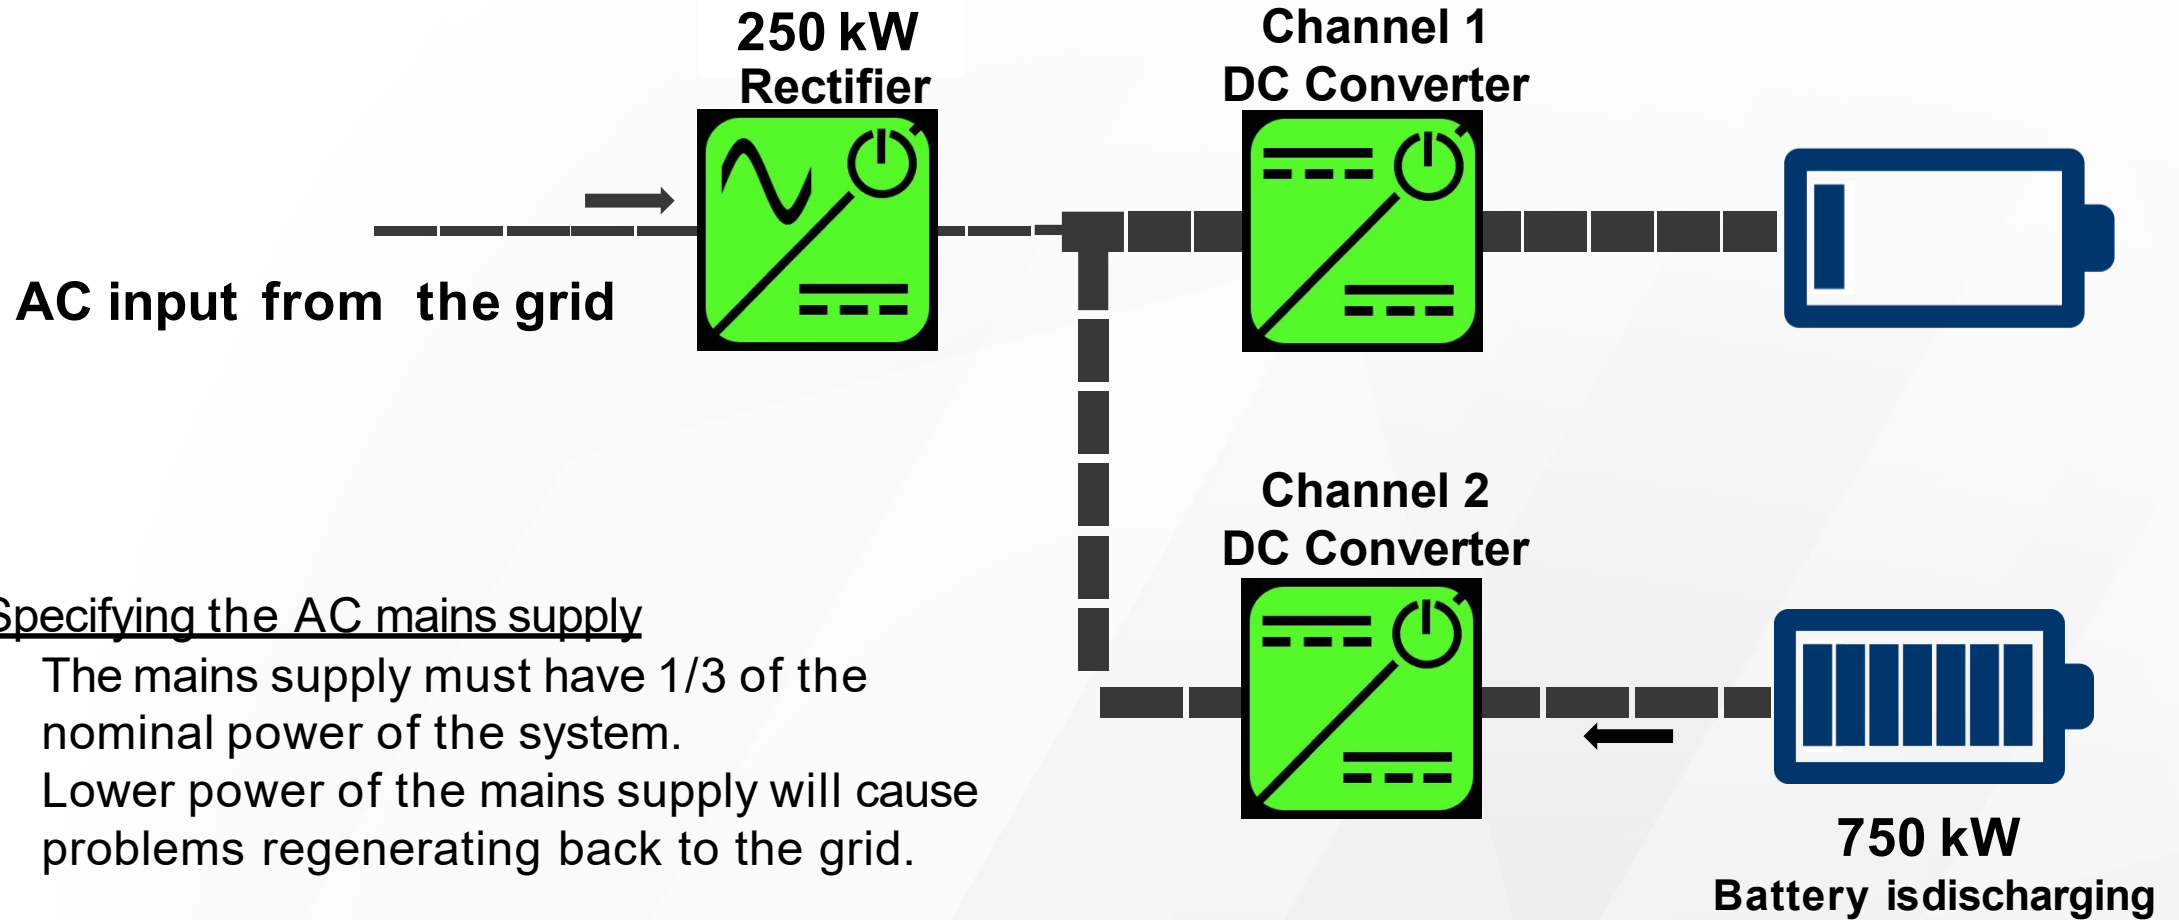 250 kW
Rectifier
Channel 1
DC Converter
AC input from the grid
Channel 2
DC Converter
Specifying the AC mains supply
The mains supply must have 1/3 of the
nominal power of the system.
Lower power of the mains supply will cause
problems regenerating back to the grid.
750 kW
Battery isdischarging